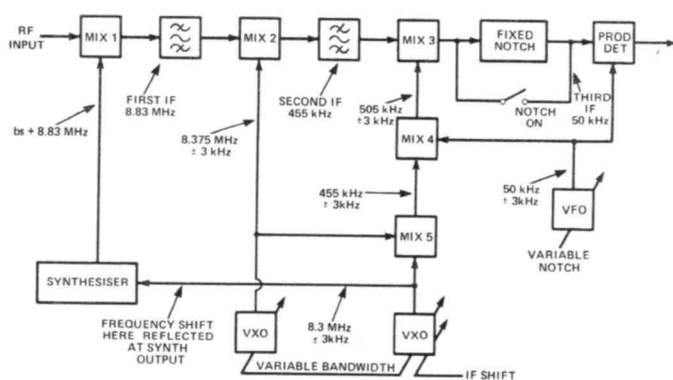 RF
INPUT
MIX 1
MIX 2
MIX 3
FIXED
NOTCH
PROD
DET
FIRST IF
8.83 MHz
SECOND IF
455 kHz
505 kHz
±3 kHz
NOTCH
ON
THIRD
IF
50 kHz
bs + 8.83 MHz
8.375 MHz
± 3 kHz
MIX 4
455 kHz
± 3kHz
50 kHz
± 3kHz
VFO
VARIABLE
NOTCH
MIX 5
SYNTHESISER
FREQUENCY SHIFT
HERE REFLECTED
AT SYNTH
OUTPUT
8.3 MHz
± 3kHz
VXO
VXO
VARIABLE BANDWIDTH
IF SHIFT